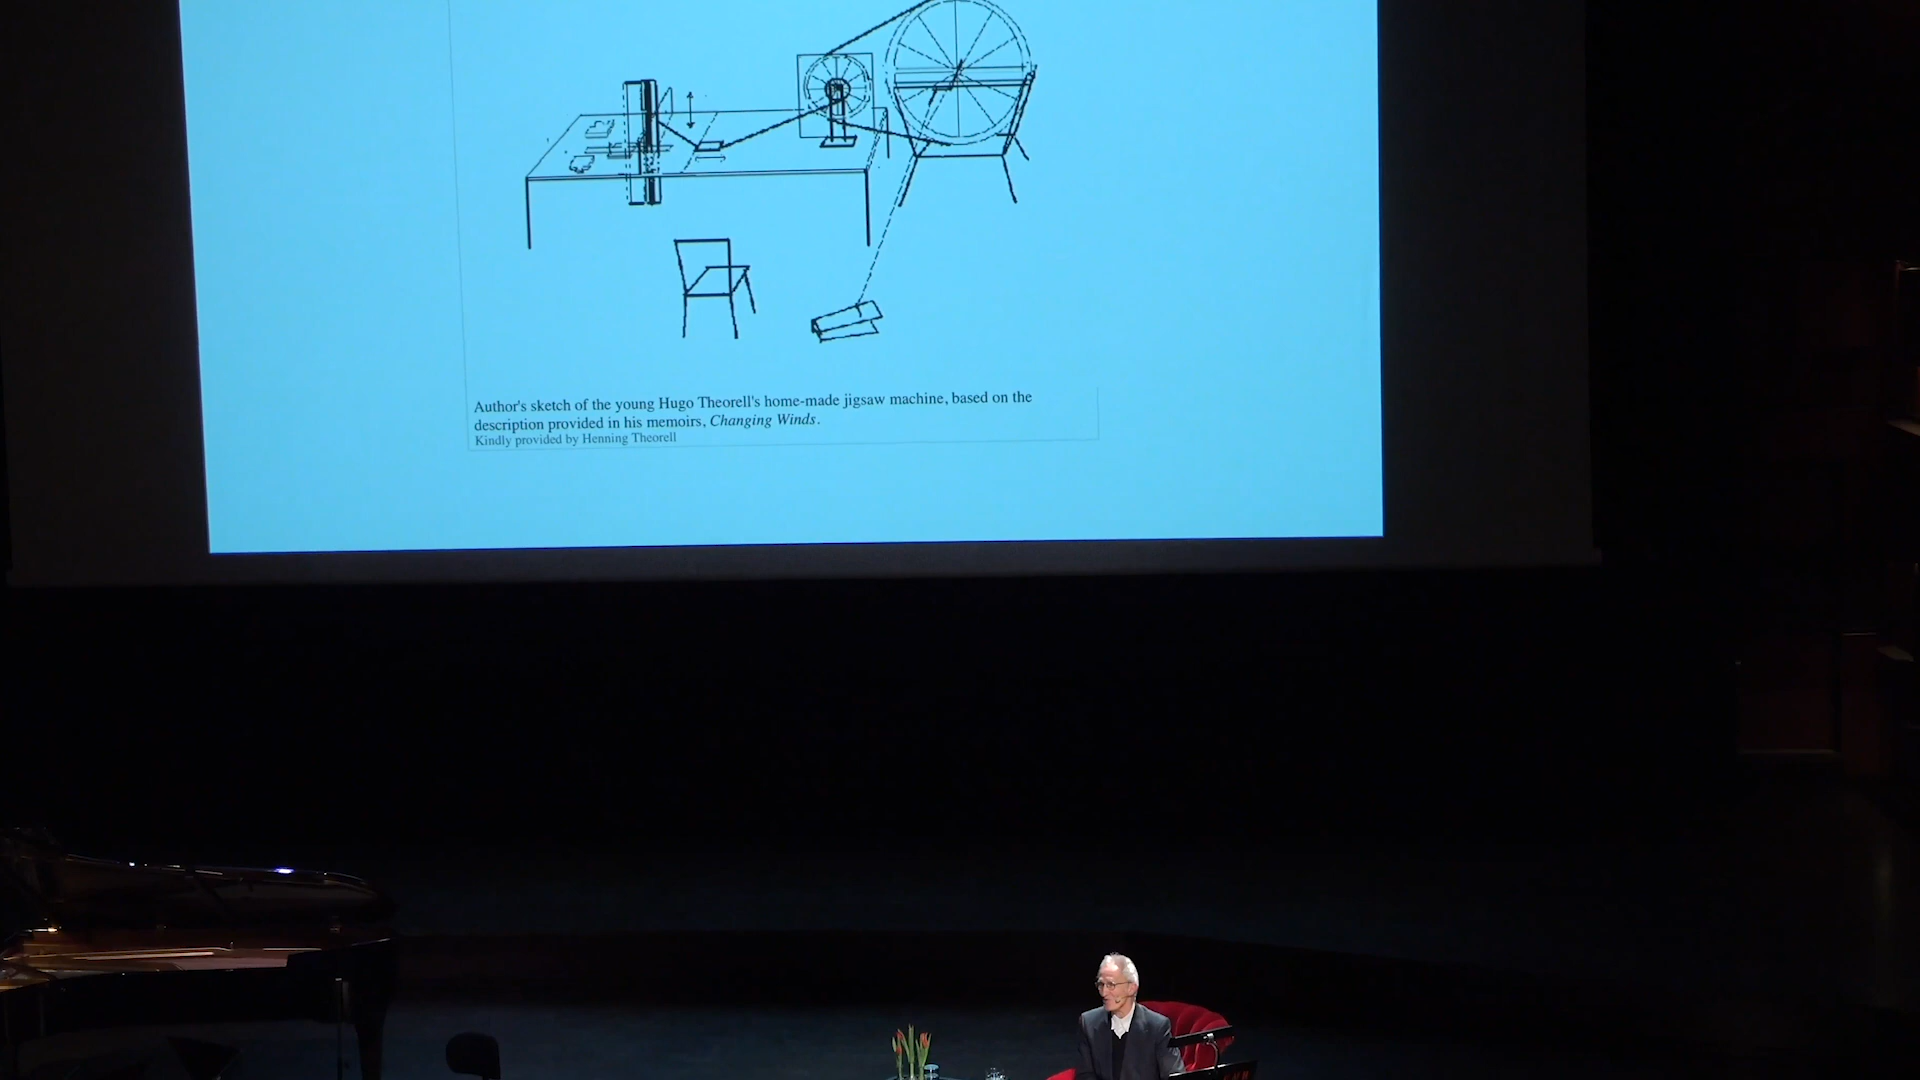 Author's sketch of the young Hugo Theorell's home-made jigsaw machine, based on the
description provided in his memoirs, Changing Winds.
Kindly provided by Henning Theorell